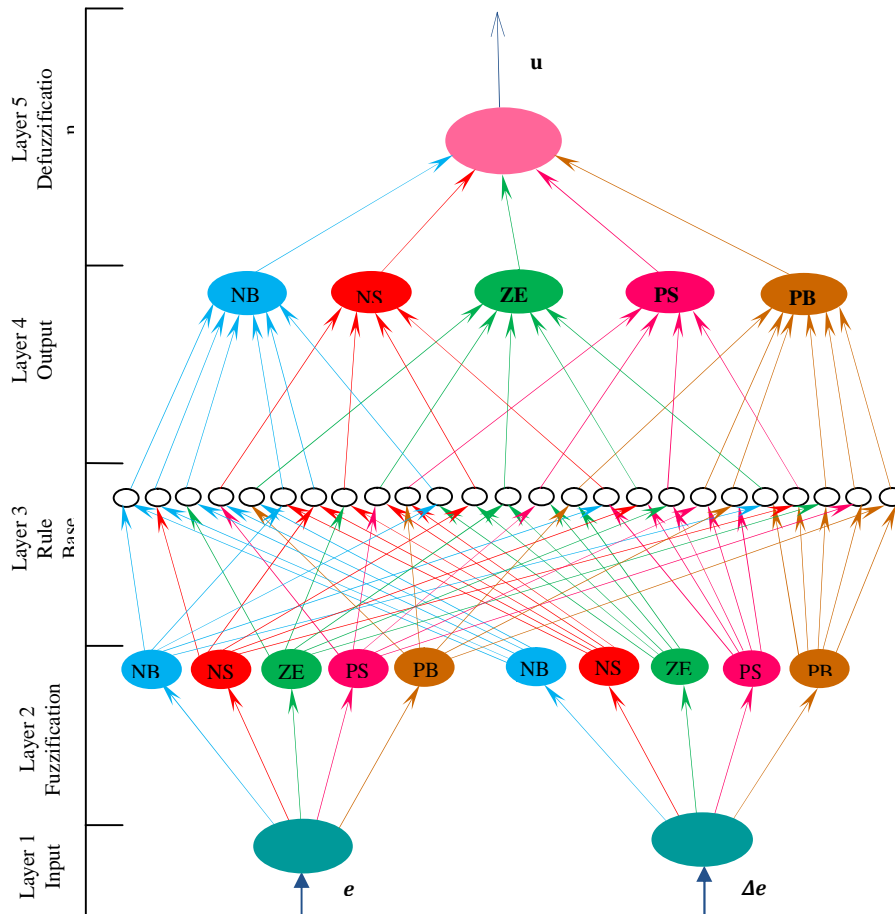 u
Layer 5
Defuzzificatio
n
NB
NS
ZE
PS
PB
Layer 4
Output
Layer 3
Rule
Base
NB
NS
ZE
PS
PB
NB
NS
ZE
PS
PB
Layer 2
Fuzzification
Layer 1
Input
e
Δe